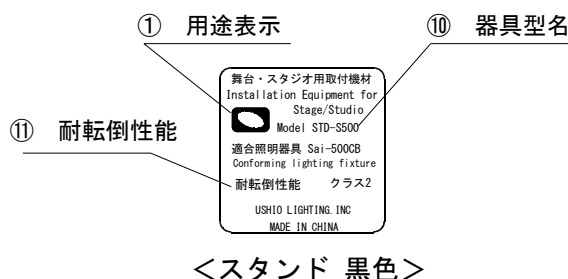 ① 用途表示
⑩ 器具型名
⑪ 耐転倒性能
舞台・スタジオ用取付機材
Installation Equipment for
Stage/Studio
Model STD-S500
適合照明器具 Sai-500CB
Conforming lighting fixture
耐転倒性能 クラス2
USHIO LIGHTING. INC
MADE IN CHINA
＜スタンド 黒色＞